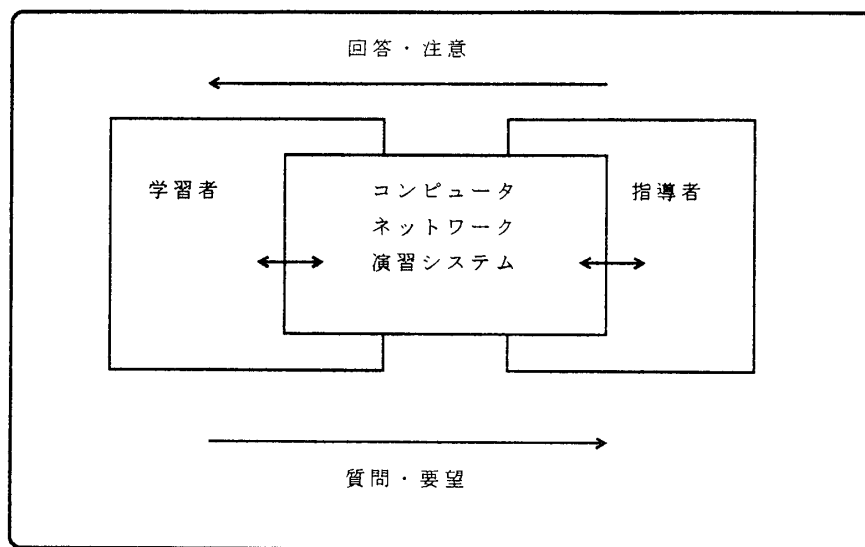 回答・注意
学習者
コンピュータ
ネットワーク
演習システム
指導者
質問・要望